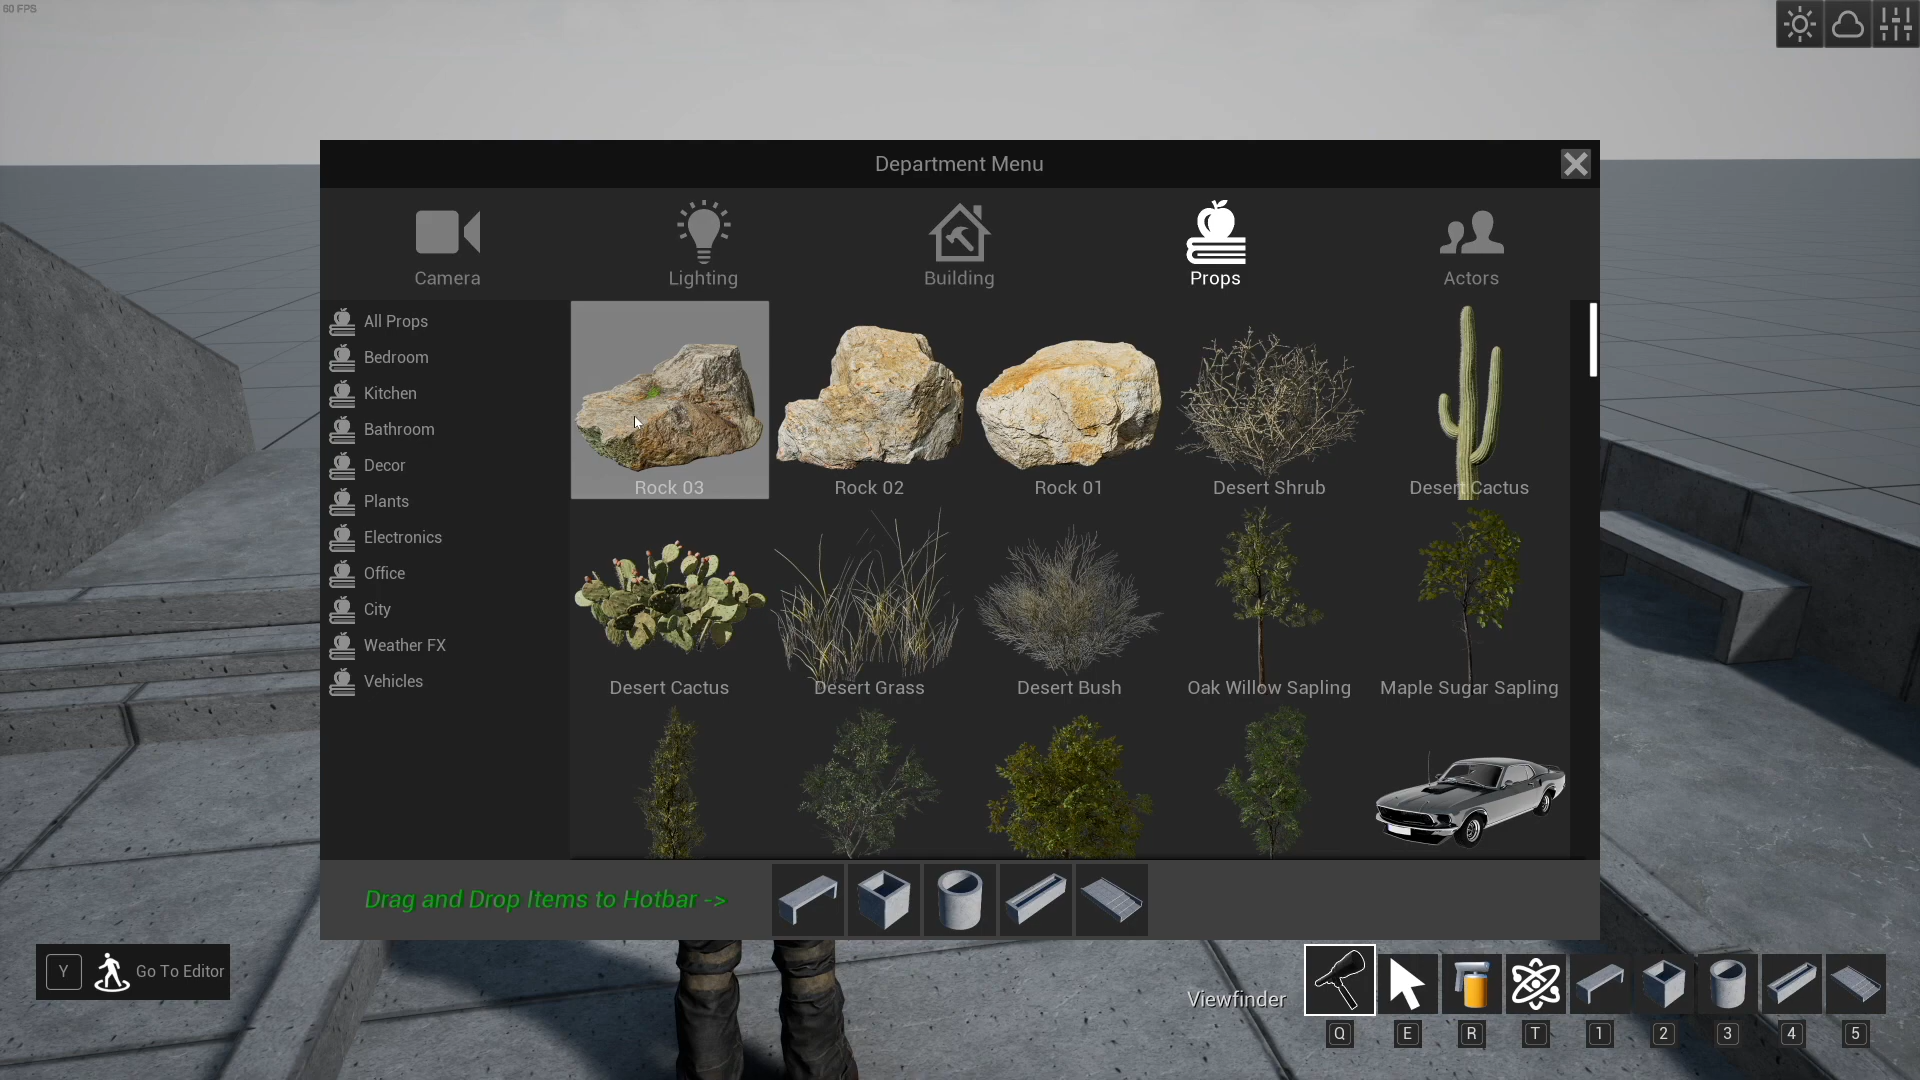 60 FPS
Department Menu
Camera
Lighting
Building
Props
Actors
All Props
Bedroom
Kitchen
Bathroom
Decor
Plants
Electronics
Office
City
Weather FX
Vehicles
Rock 03
Rock 02
Rock 01
Desert Shrub
Desert Cactus
Desert Cactus
Desert Grass
Desert Bush
Oak Willow Sapling
Maple Sugar Sapling
Drag and Drop Items to Hotbar ->
Y
Go To Editor
Viewfinder
Q E R T 1 2 3 4 5